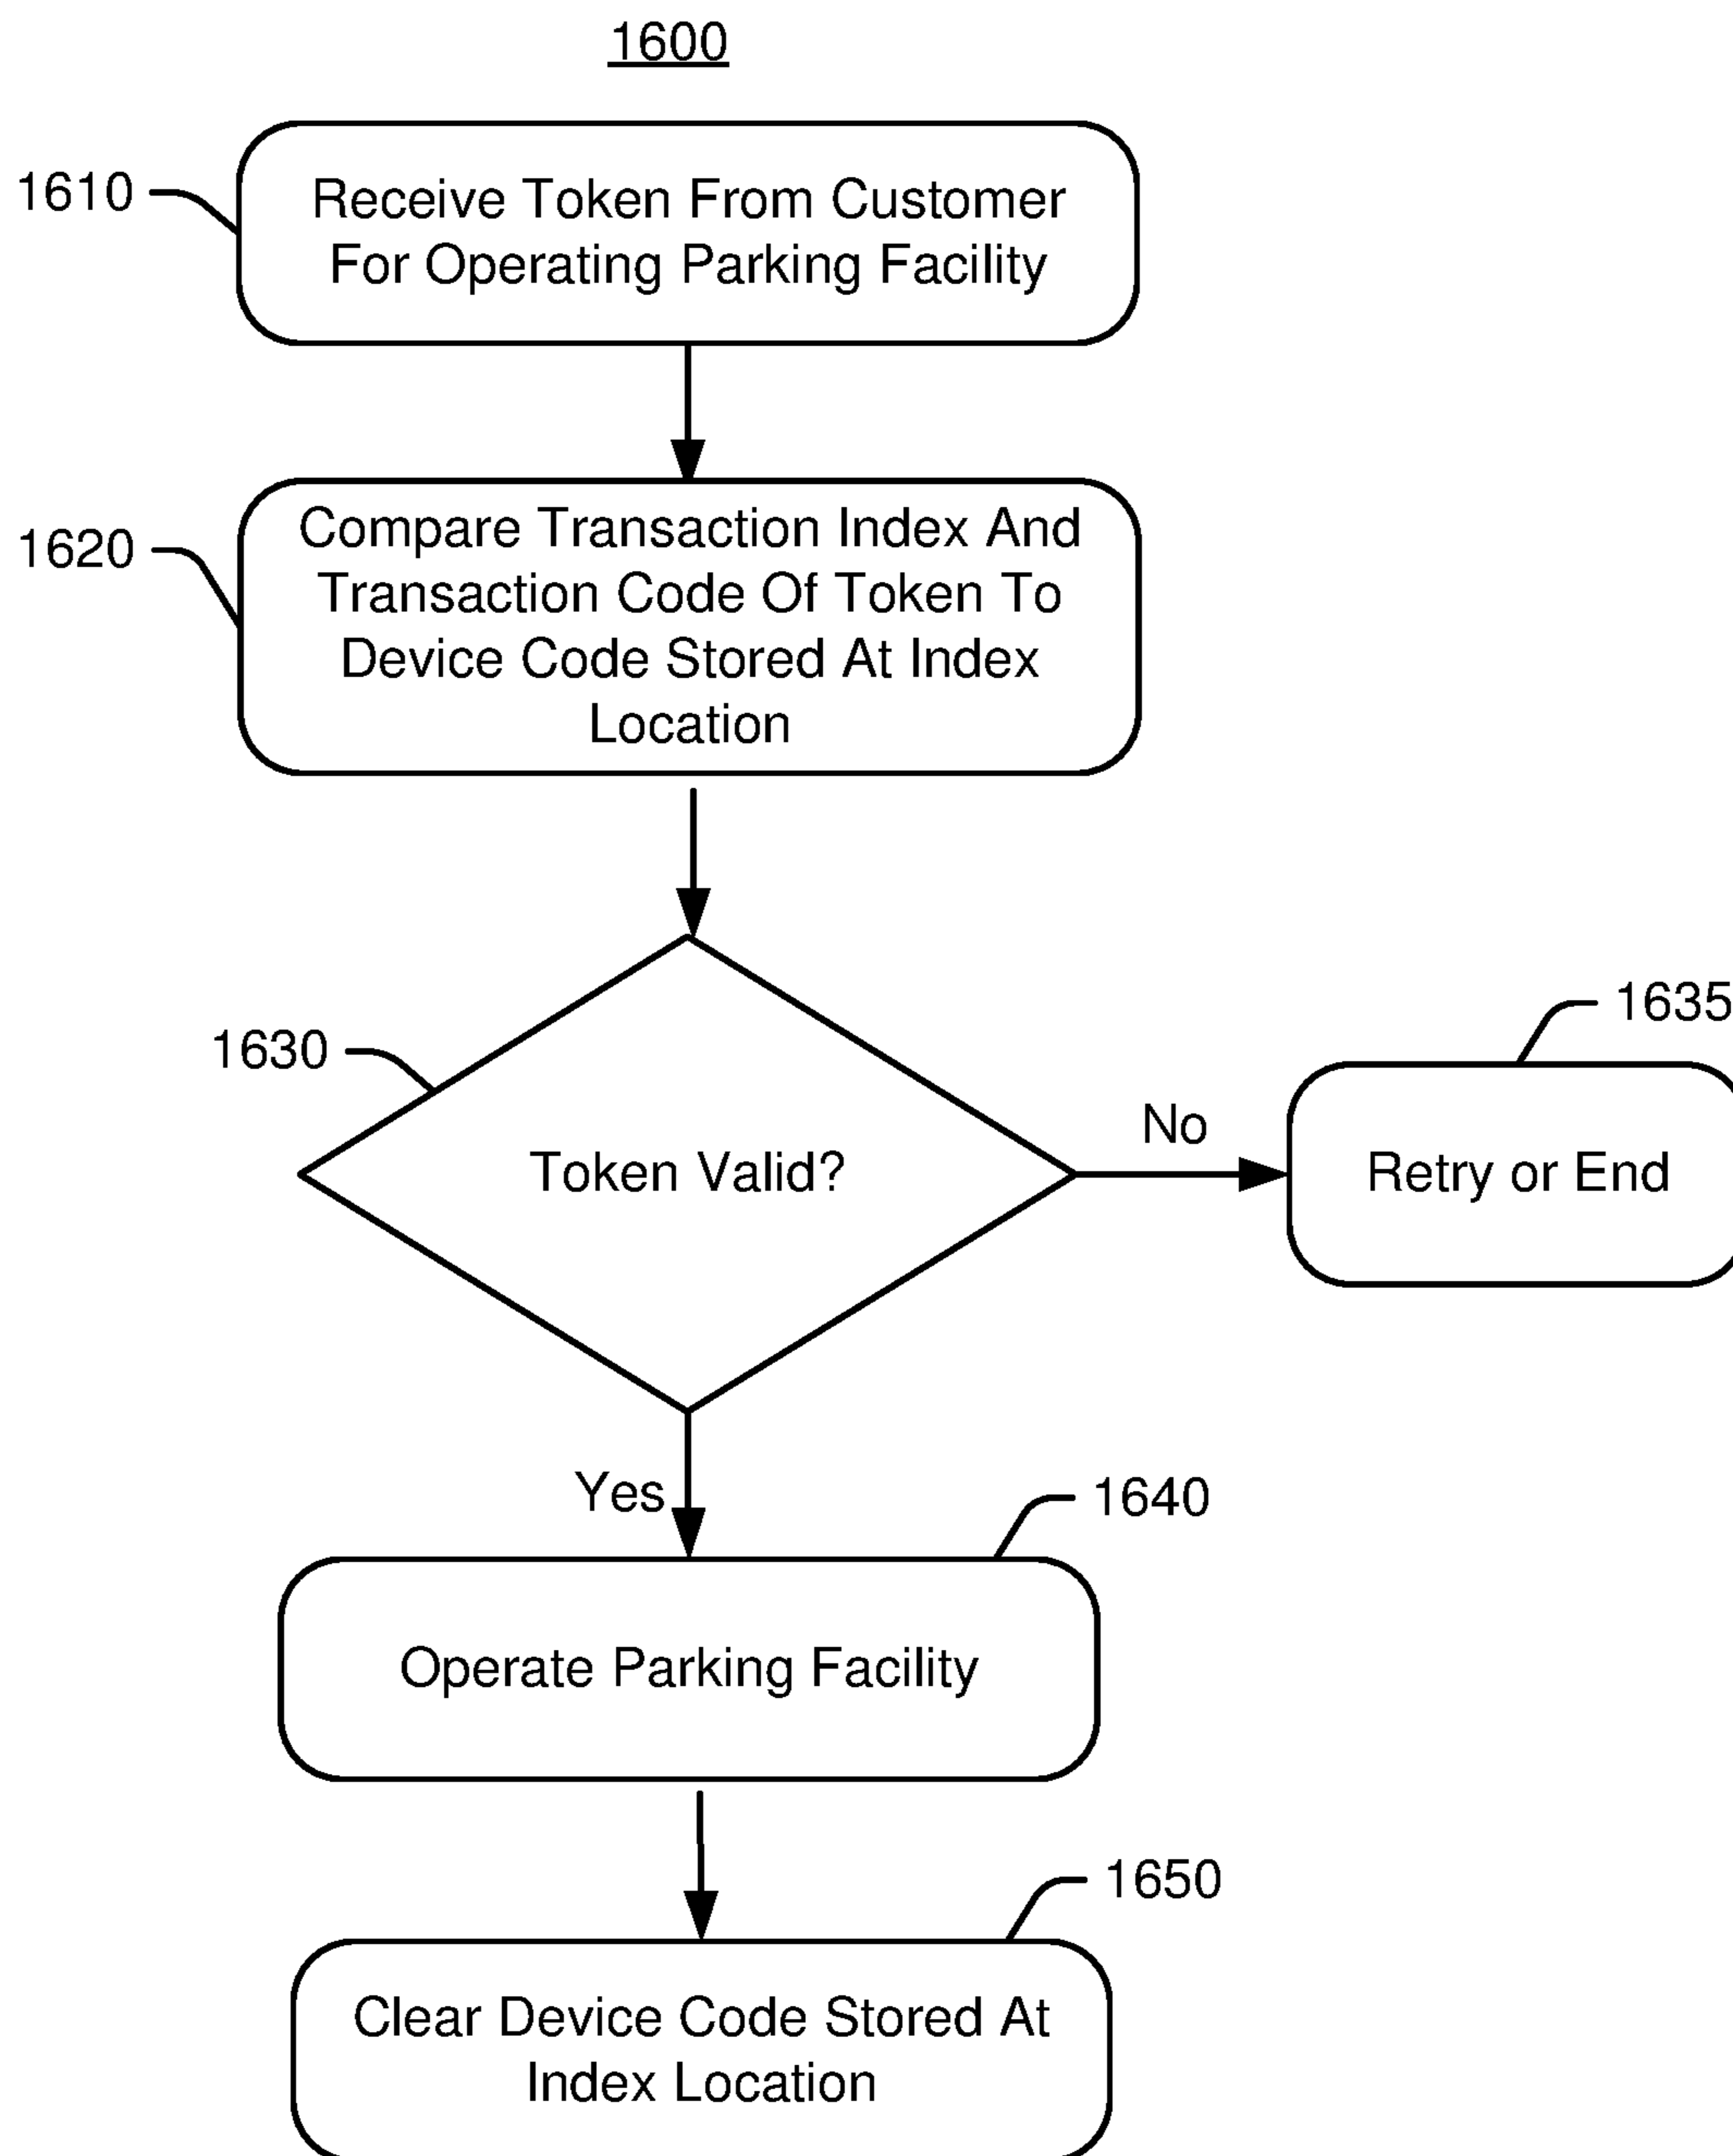 1600
1610
Receive Token From Customer
For Operating Parking Facility
1620
Compare Transaction Index And
Transaction Code Of Token To
Device Code Stored At Index
Location
1630
Token Valid?
No
1635
Retry or End
Yes
1640
Operate Parking Facility
1650
Clear Device Code Stored At
Index Location